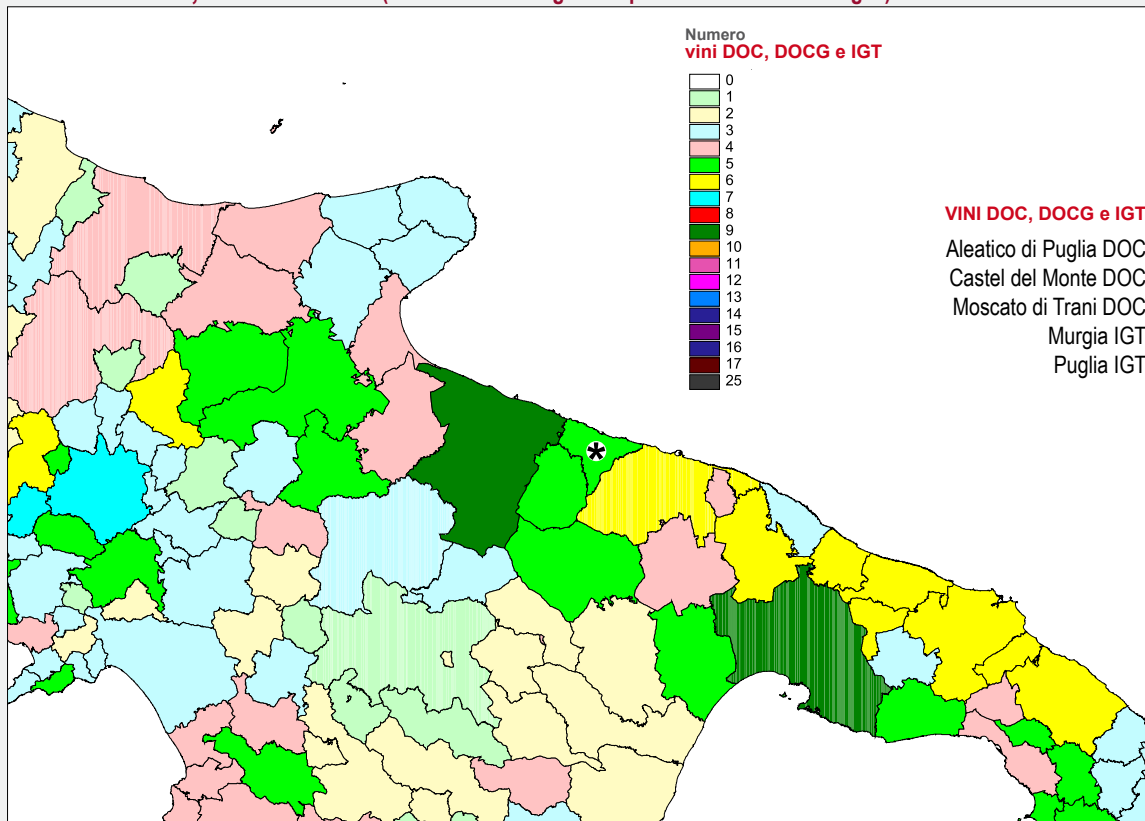 Numero
vini DOC, DOCG e IGT
0
1
2
3
4
5
6
7
8
9
10
11
12
13
14
15
16
17
25
VINI DOC, DOCG e IGT
Aleatico di Puglia DOC
Castel del Monte DOC
Moscato di Trani DOC
Murgia IGT
Puglia IGT
*